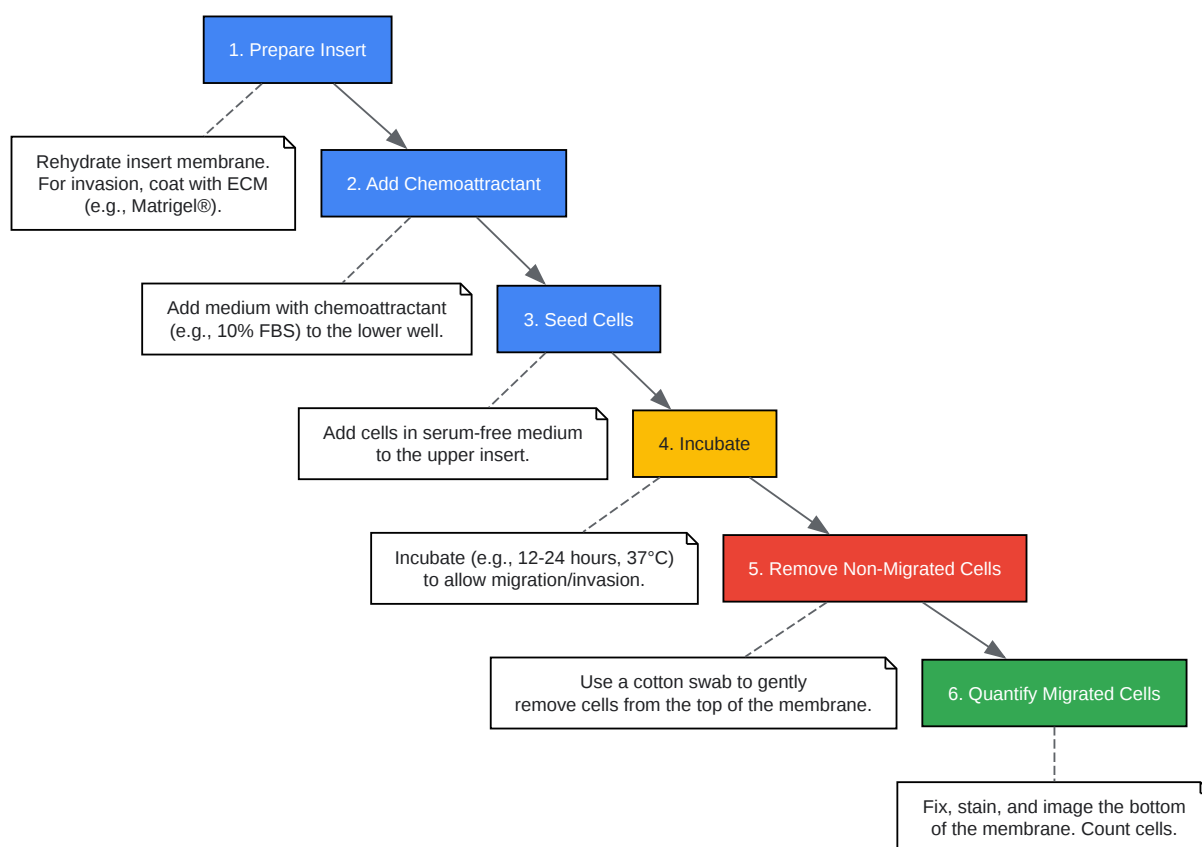 1. Prepare Insert
Rehydrate insert membrane.
For invasion, coat with ECM
(e.g., Matrigel®).
2. Add Chemoattractant
Add medium with chemoattractant
(e.g., 10% FBS) to the lower well.
3. Seed Cells
Add cells in serum-free medium
to the upper insert.
4. Incubate
Incubate (e.g., 12-24 hours, 37°C)
to allow migration/invasion.
5. Remove Non-Migrated Cells
Use a cotton swab to gently
remove cells from the top of the membrane.
6. Quantify Migrated Cells
Fix, stain, and image the bottom
of the membrane. Count cells.